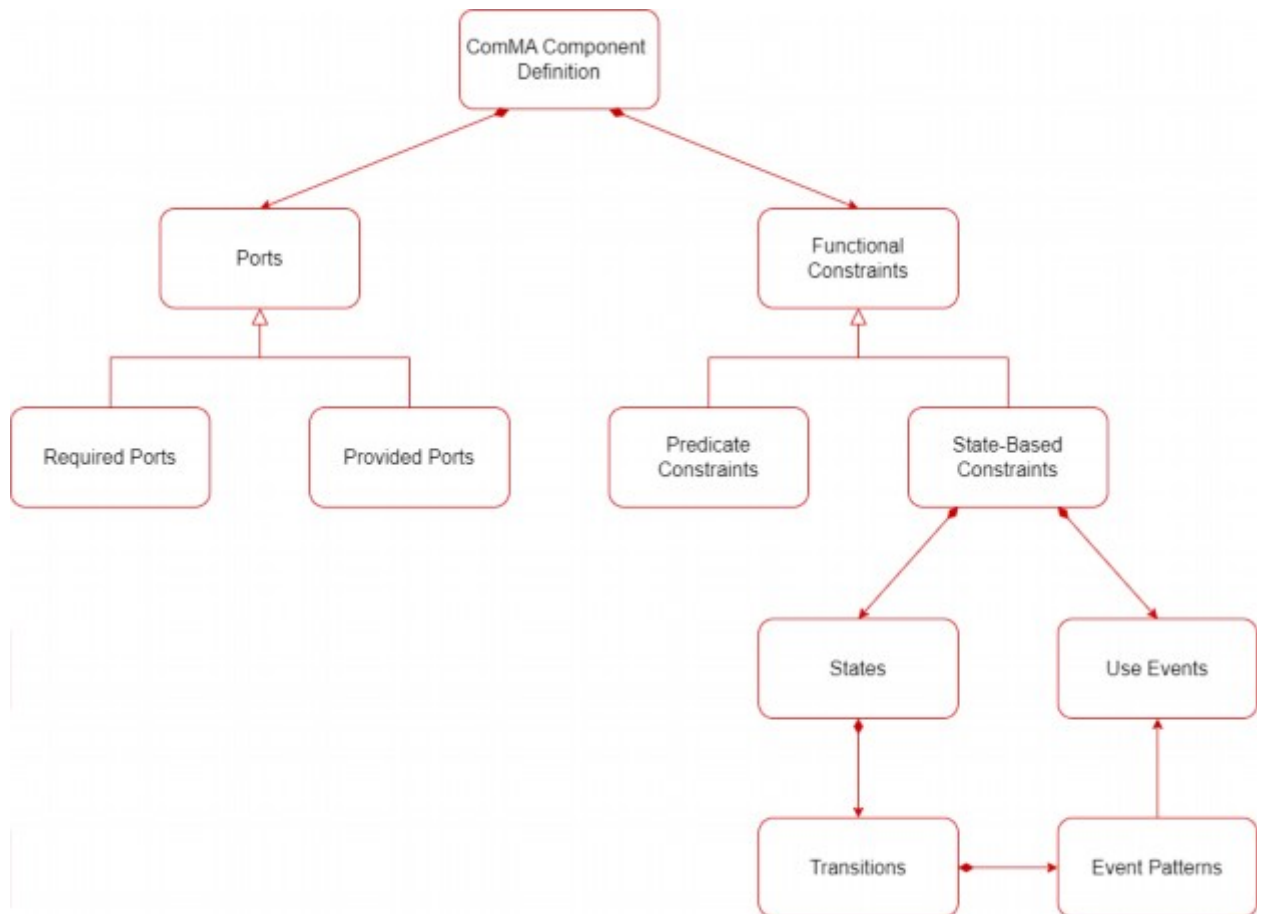 ComMA Component
Definition
Ports
Functional
Constraints
Required Ports
Provided Ports
Predicate
Constraints
State-Based
Constraints
States
Use Events
Transitions
Event Patterns